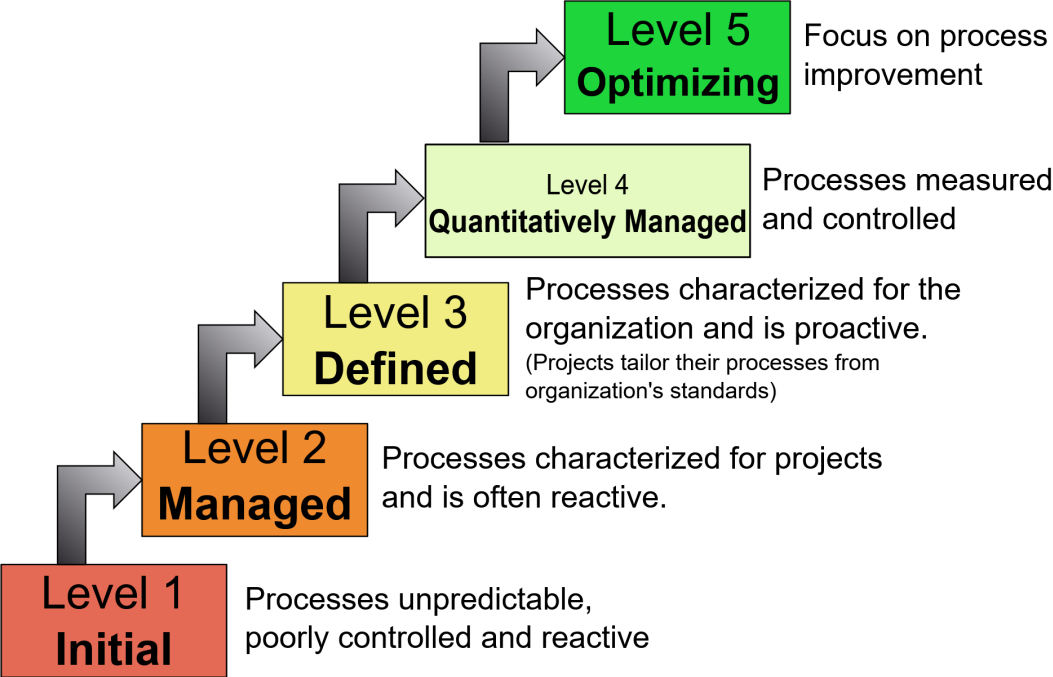 Level 5
Optimizing
Focus on process
improvement
Level 4
Quantitatively Managed
Processes measured
and controlled
Level 3
Defined
Processes characterized for the
organization and is proactive.
(Projects tailor their processes from
organization's standards)
Level 2
Managed
Processes characterized for projects
and is often reactive.
Level 1
Initial
Processes unpredictable,
poorly controlled and reactive